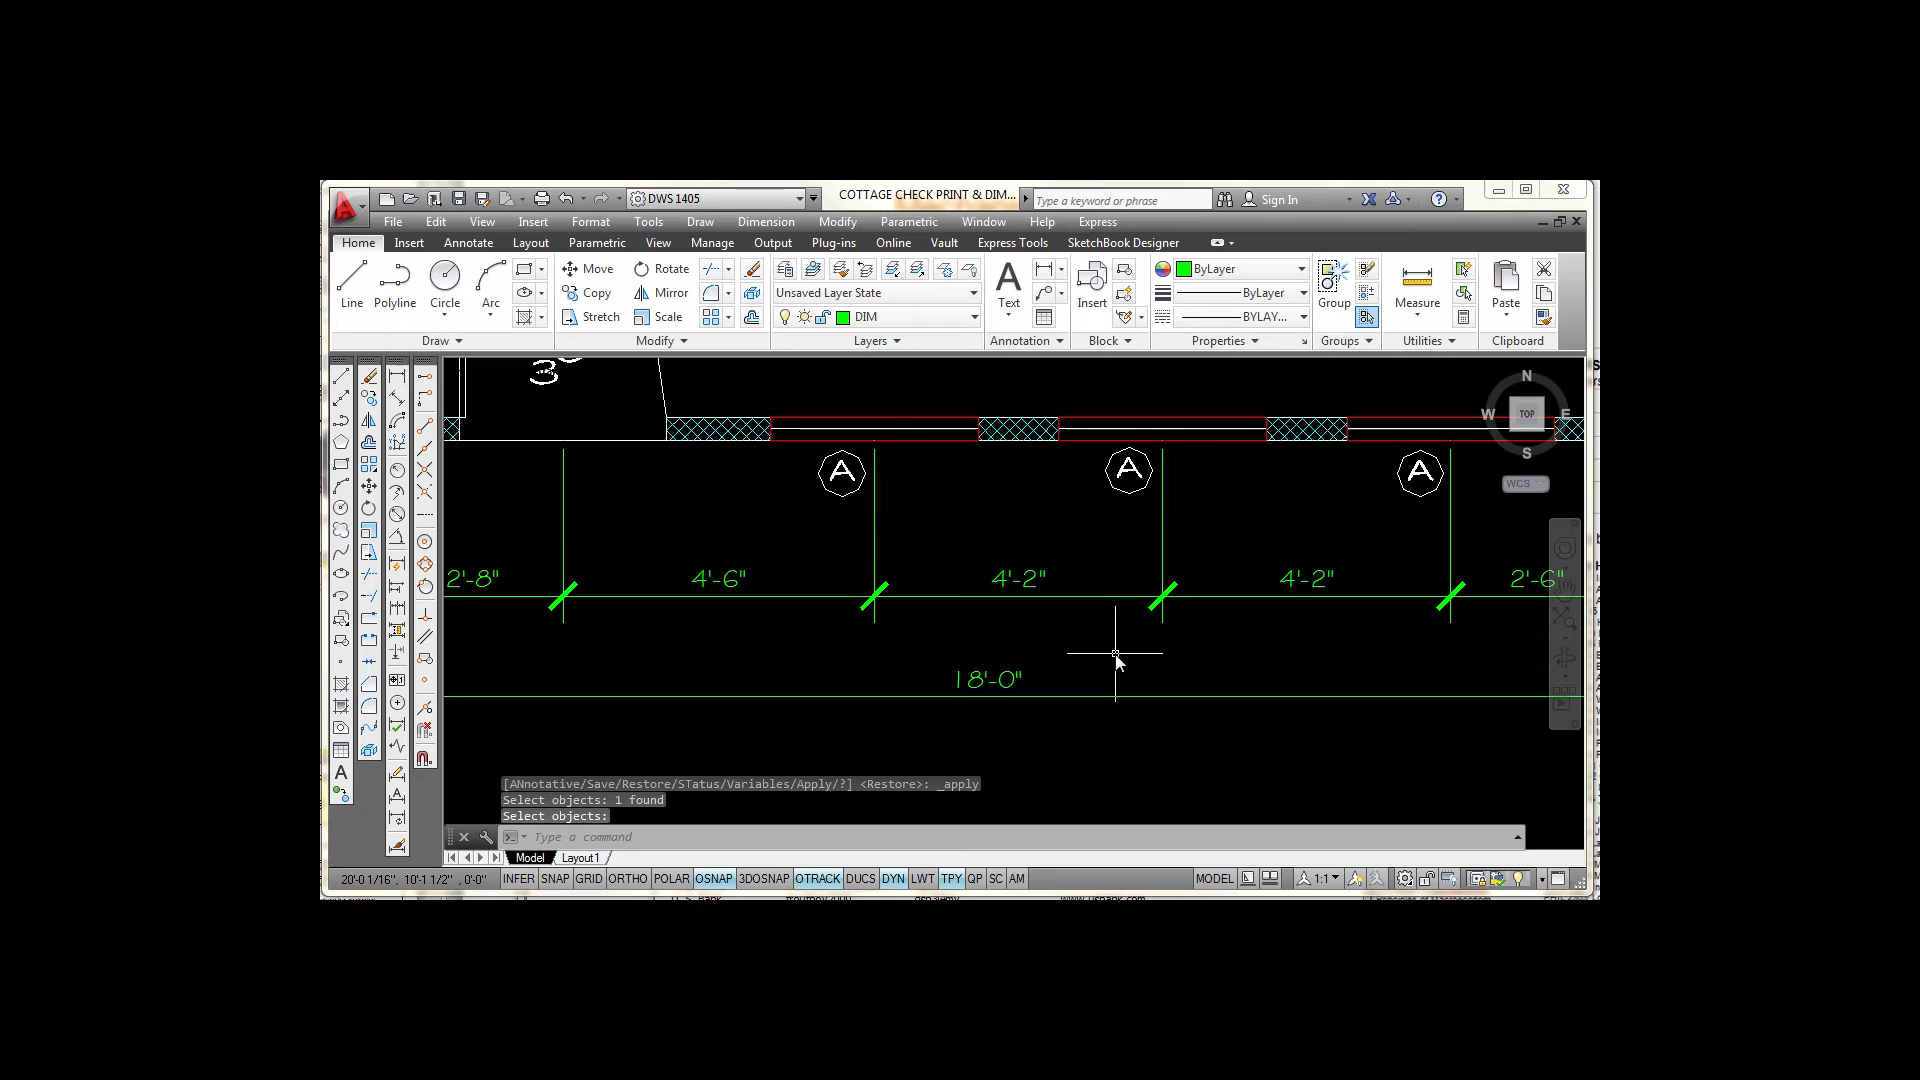 DWS 1405 COTTAGE CHECK PRINT & DIM... Type a keyword or phrase Sign In
File Edit View Insert Format Tools Draw Dimension Modify Parametric Window Help Express
Home Insert Annotate Layout Parametric View Manage Output Plug-ins Online Vault Express Tools SketchBook Designer
Move Rotate ByLayer
Line Polyline Circle Arc Copy Mirror Unsaved Layer State Text Insert ByLayer Group Measure Paste
Stretch Scale DIM BYLAY...
Draw Modify Layers Annotation Block Properties Groups Utilities Clipboard
3
N
W TOP E
S
A A A
WCS
2'-8" 4'-6" 4'-2" 4'-2" 2'-6"
18'-0"
[ANnotative/Save/Restore/STatus/Variables/Apply/?] <Restore>: _apply
Select objects: 1 found
Select objects:
Type a command
Model Layout1
20'-0 1/16", 10'-1 1/2" , 0'-0" INFER SNAP GRID ORTHO POLAR OSNAP 3DOSNAP OTRACK DUCS DYN LWT TPY QP SC AM MODEL 1:1